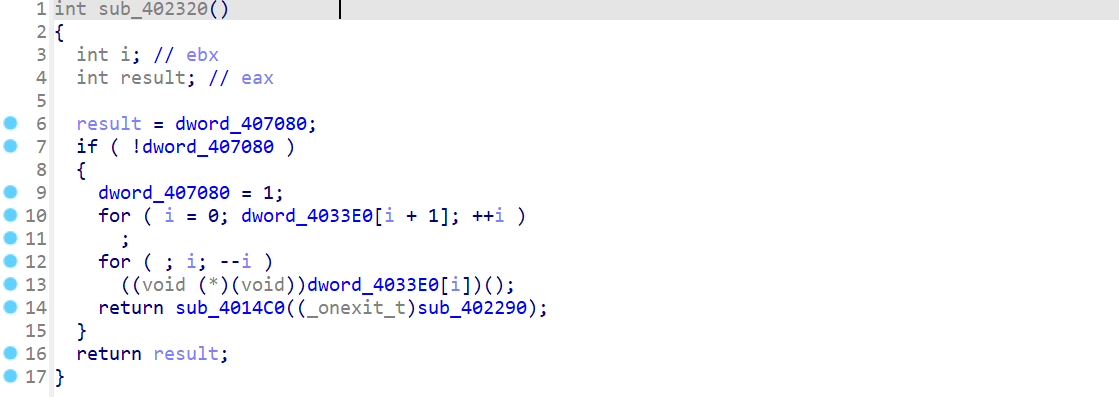 1 int sub_402320()
2 {
3   int i; // ebx
4   int result; // eax
5
6   result = dword_407080;
7   if ( !dword_407080 )
8   {
9     dword_407080 = 1;
10     for ( i = 0; dword_4033E0[i + 1]; ++i )
11       ;
12     for ( ; i; --i )
13       ((void (*)(void))dword_4033E0[i])();
14     return sub_4014C0((_onexit_t)sub_402290);
15   }
16   return result;
17 }